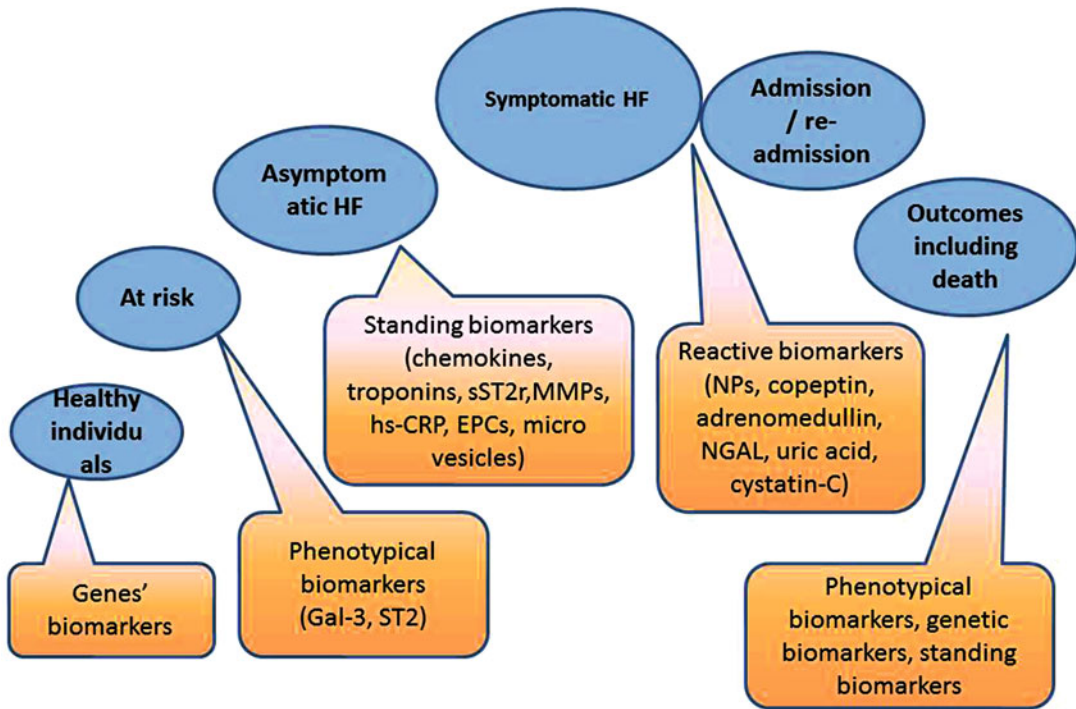 Healthy
individu
als
Genes’
biomarkers
At risk
Phenotypical
biomarkers
(Gal-3, ST2)
Asymptom
atic HF
Standing biomarkers
(chemokines,
troponins, sST2r,MMPs,
hs-CRP, EPCs, micro
vesicles)
Symptomatic HF
Admission
/ re-
admission
Reactive biomarkers
(NPs, copeptin,
adrenomedullin,
NGAL, uric acid,
cystatin-C)
Outcomes
including
death
Phenotypical
biomarkers, genetic
biomarkers, standing
biomarkers